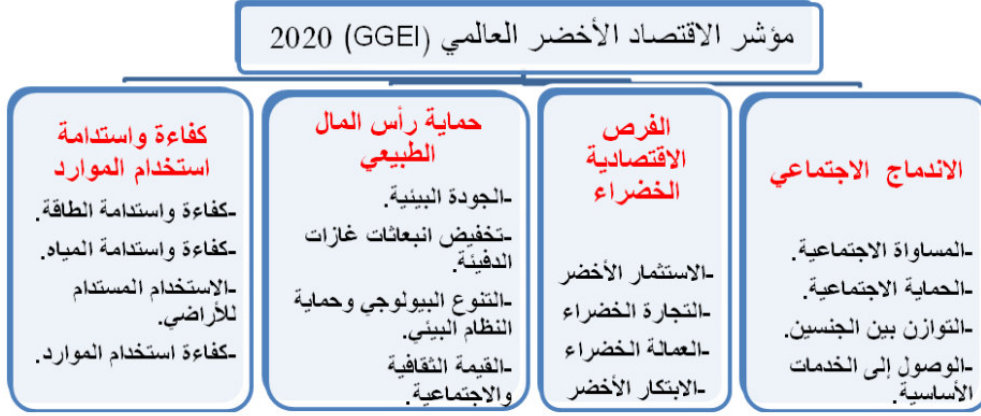 مؤشر الاقتصاد الأخضر العالمي (GGEI) 2020
الاندماج الاجتماعي
-المساواة الاجتماعية.
-الحماية الاجتماعية.
-التوازن بين الجنسين.
-الوصول إلى الخدمات
الأساسية.
الفرص
الاقتصادية
الخضراء
-الاستثمار الأخضر
-التجارة الخضراء
-العمالة الخضراء
-الابتكار الأخضر
حماية رأس المال
الطبيعي
-الجودة البيئية.
-تخفيض انبعاثات غازات
الدفيئة.
-التنوع البيولوجي وحماية
النظام البيئي.
-القيمة الثقافية
والاجتماعية.
كفاءة واستدامة
استخدام الموارد
-كفاءة واستدامة الطاقة.
-كفاءة واستدامة المياه.
-الاستخدام المستدام
للأراضي.
-كفاءة استخدام الموارد.